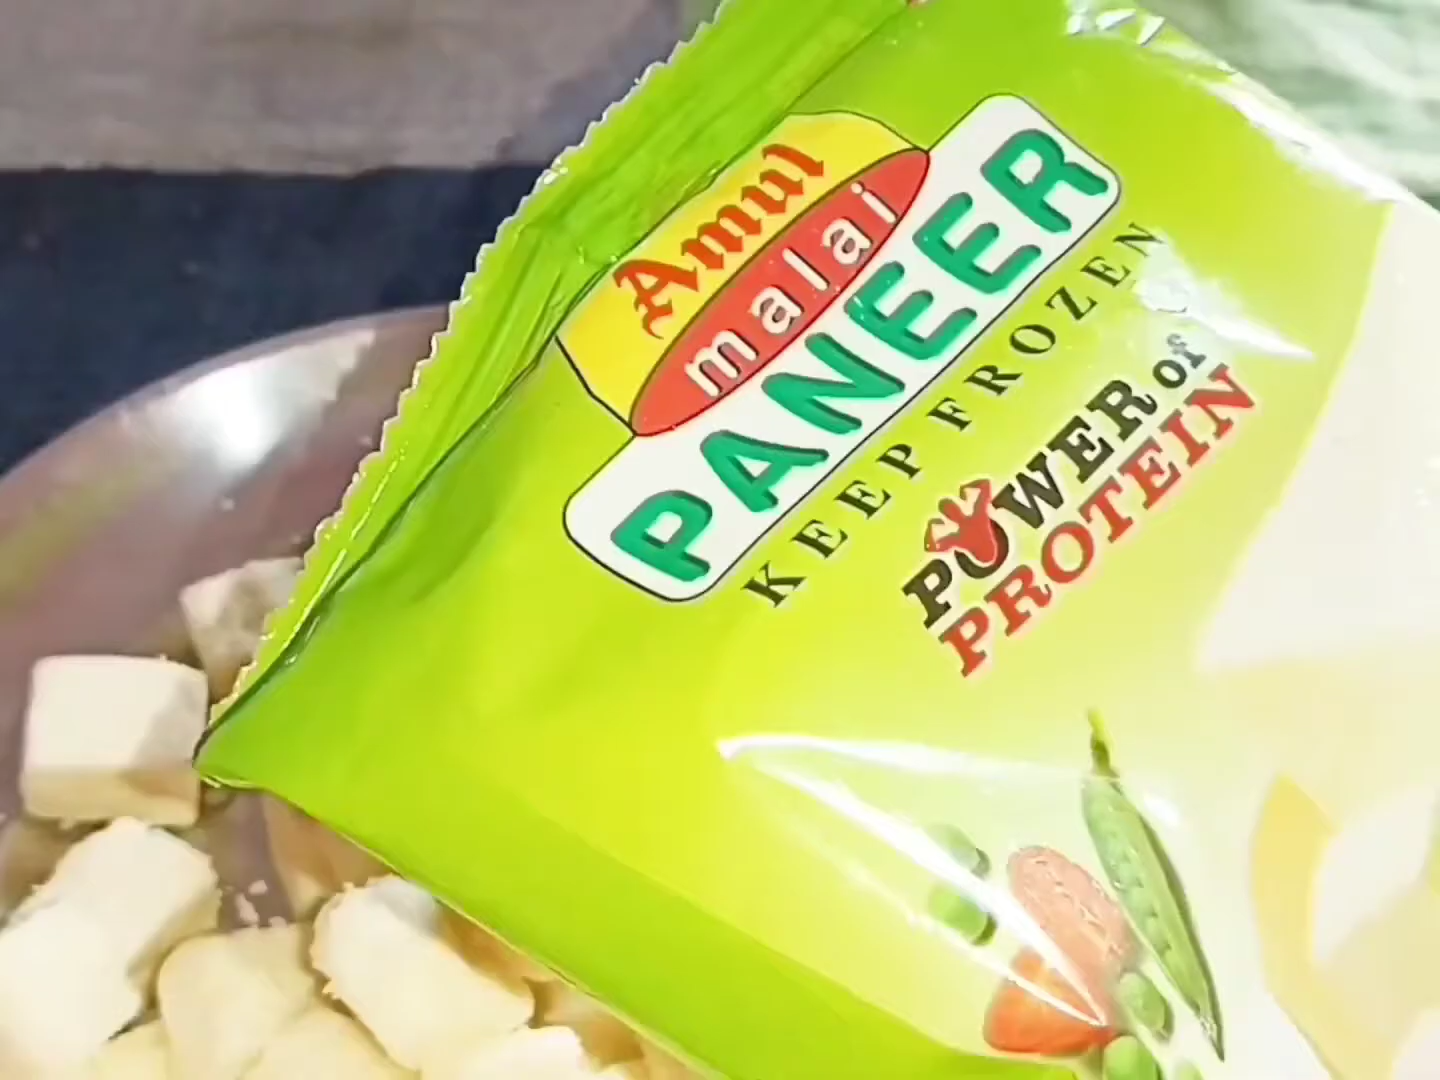 Amul
malai
PANEER
KEEP FROZEN
POWER of
PROTEIN